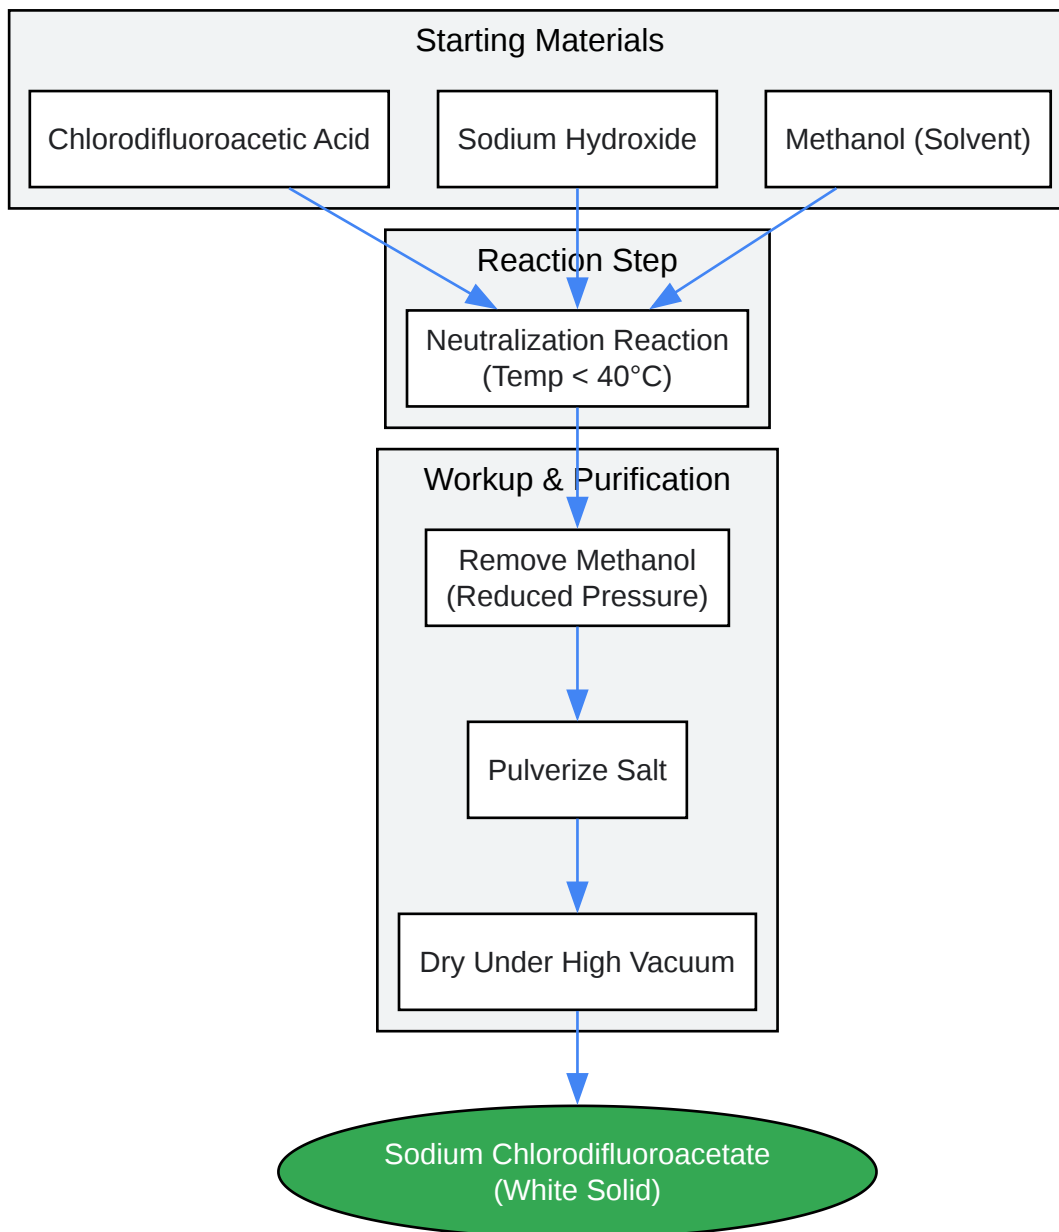 Starting Materials
Chlorodifluoroacetic Acid
Sodium Hydroxide
Methanol (Solvent)
Reaction Step
Neutralization Reaction
(Temp < 40°C)
Workup & Purification
Remove Methanol
(Reduced Pressure)
Pulverize Salt
Dry Under High Vacuum
Sodium Chlorodifluoroacetate
(White Solid)